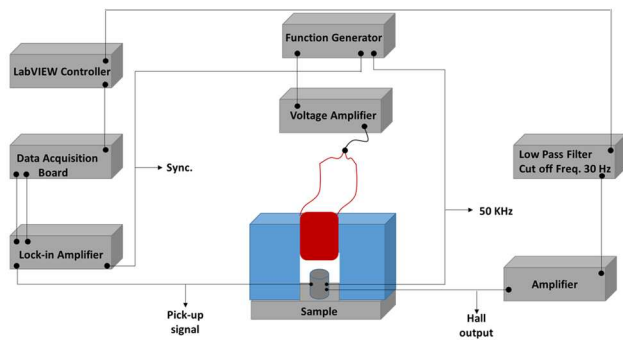 Function Generator
LabVIEW Controller
Voltage Amplifier
Data Acquisition
Board
Low Pass Filter
Cut off Freq. 30 Hz
Sync.
50 KHz
Lock-in Amplifier
Amplifier
Sample
Pick-up
signal
Hall
output